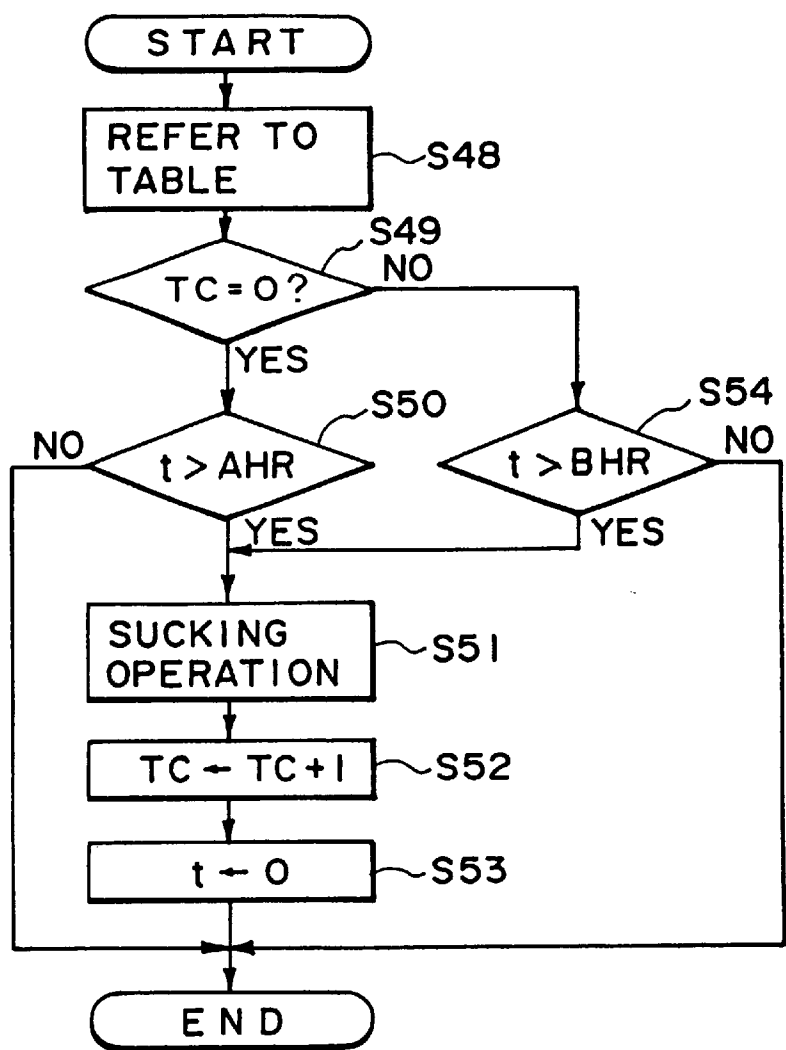 START
REFER TO
TABLE
S48
S49
TC=0?
NO
YES
S50
S54
NO
t > AHR
t > BHR
NO
YES
YES
SUCKING
OPERATION
S51
TC ← TC+1
S52
t ← 0
S53
END